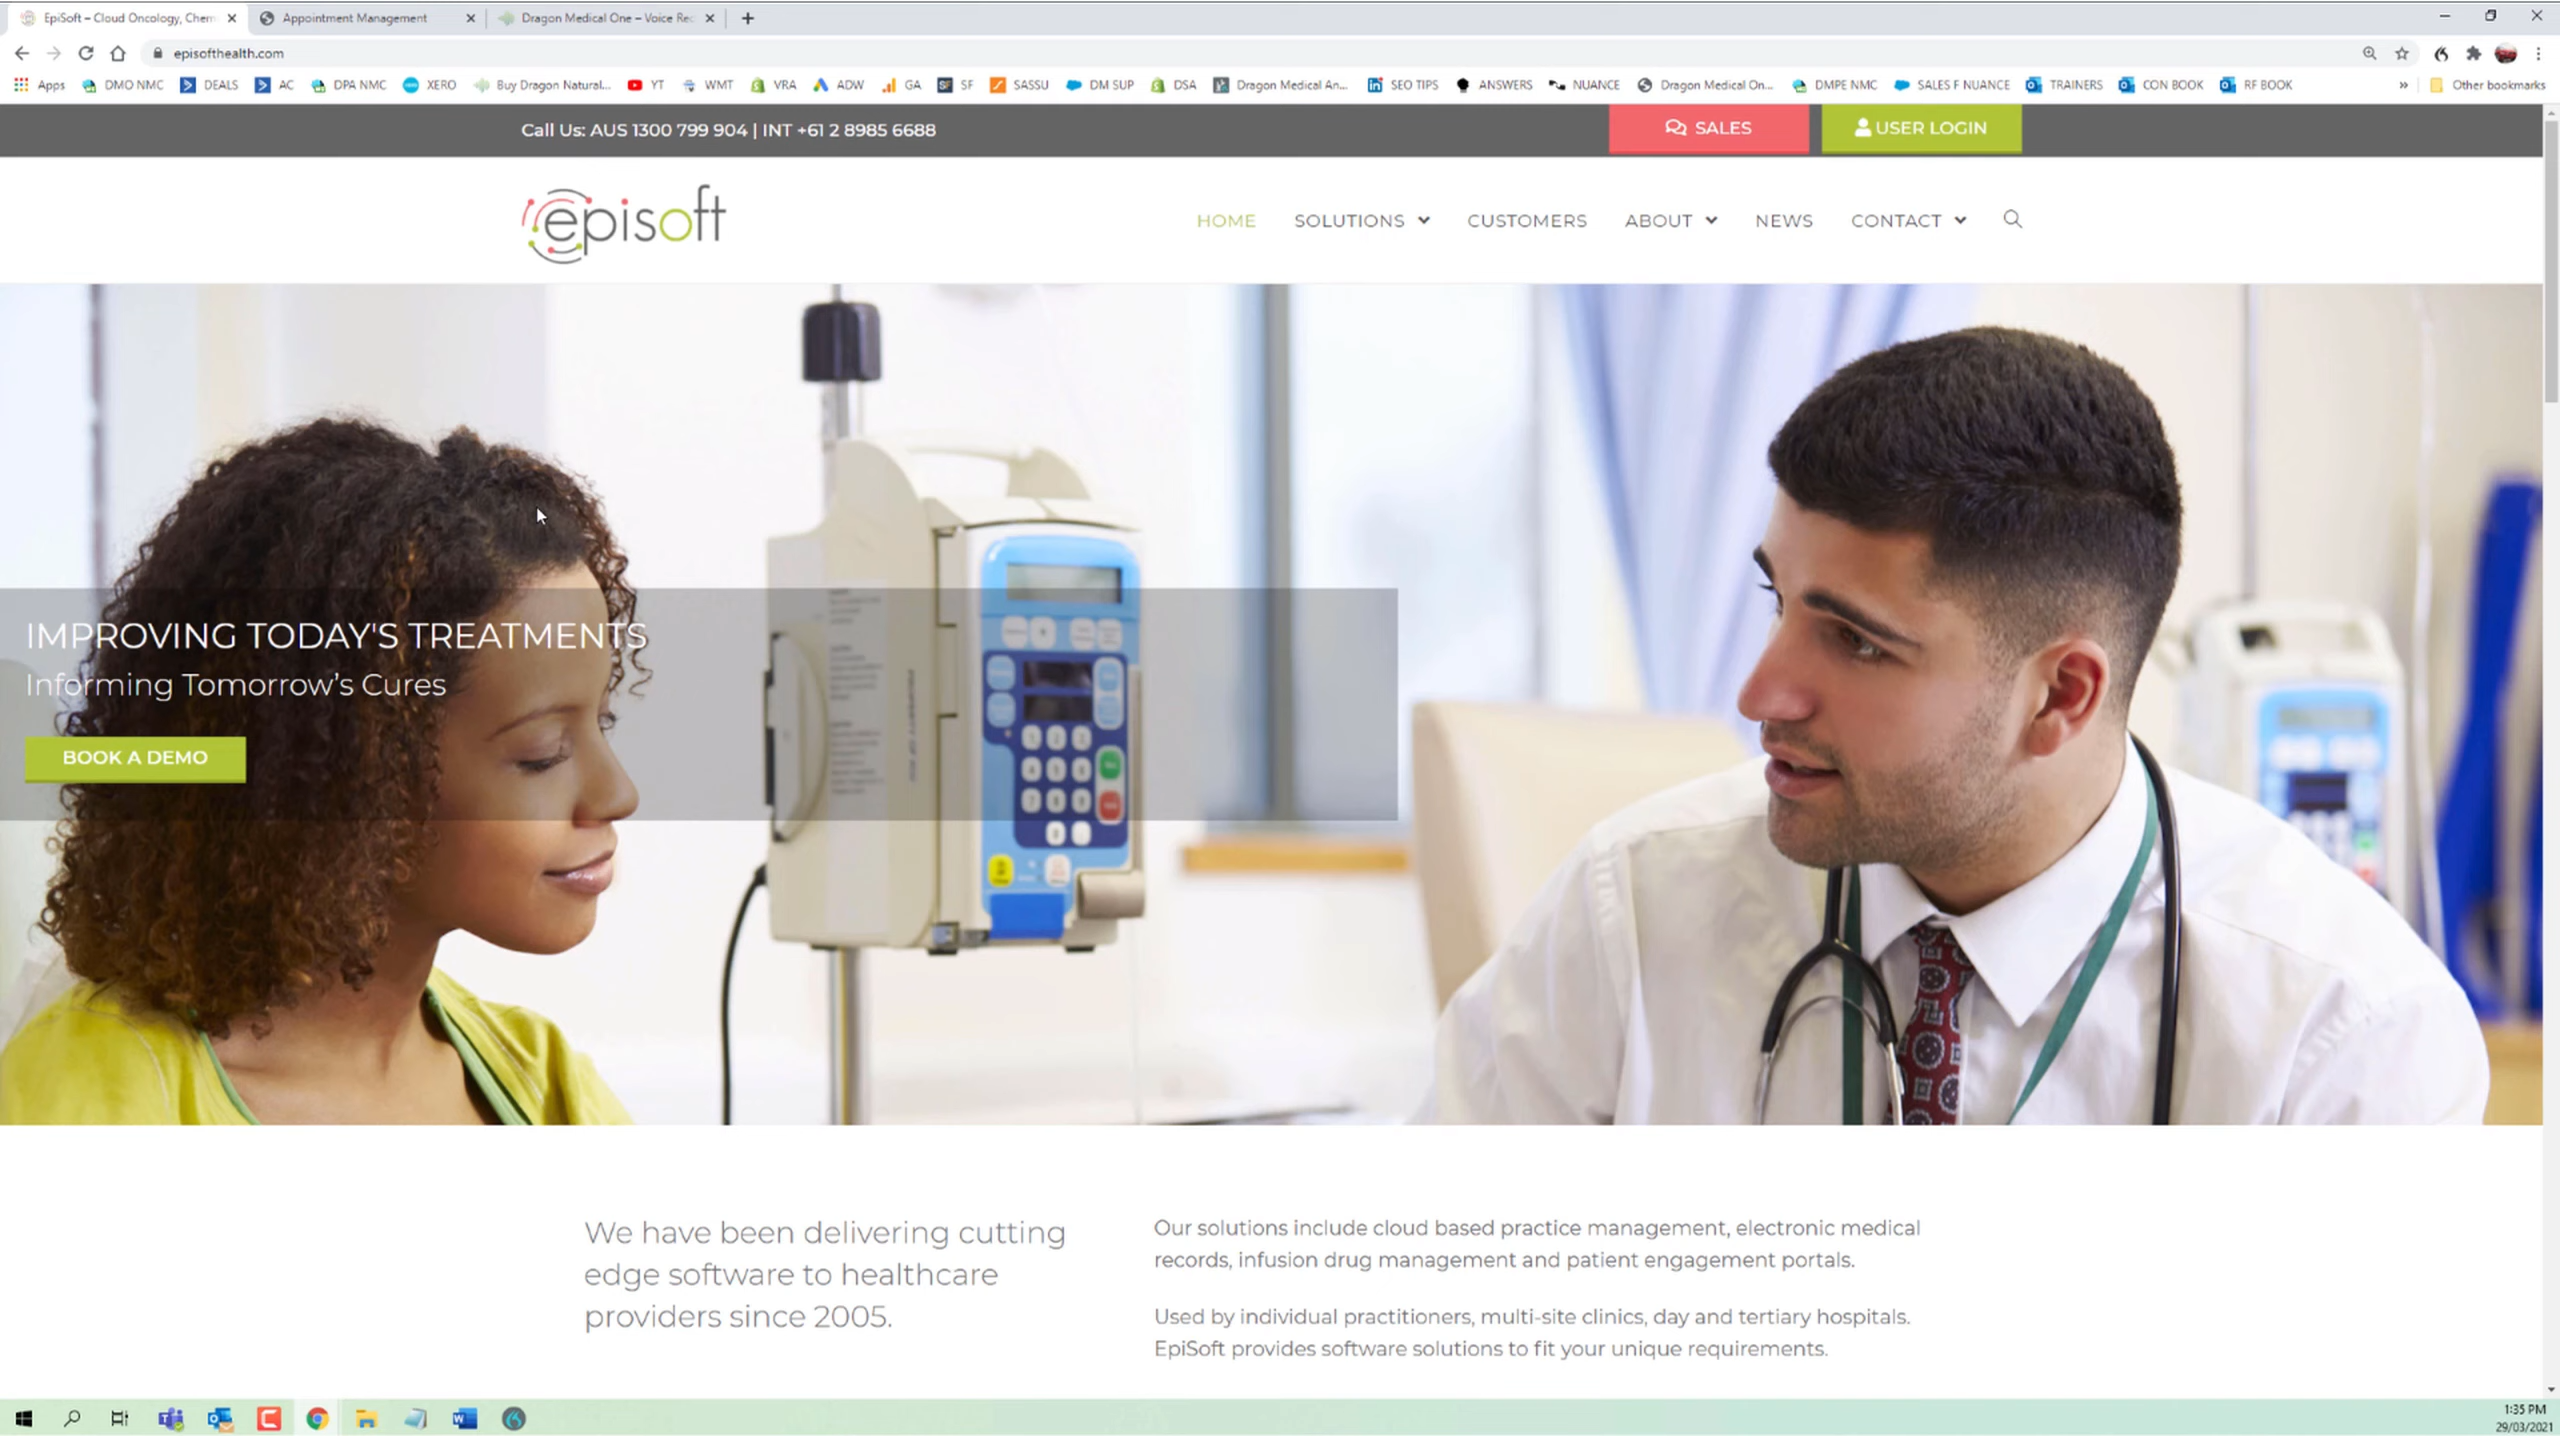 EpiSoft – Cloud Oncology, Chem
Appointment Management
Dragon Medical One – Voice Rec
episofthealth.com
Apps
DMO NMC
DEALS
AC
DPA NMC
XERO
Buy Dragon Natural...
YT
WMT
VRA
ADW
GA
SF
SASSU
DM SUP
DSA
Dragon Medical An...
SEO TIPS
ANSWERS
NUANCE
Dragon Medical On...
DMPE NMC
SALES F NUANCE
TRAINERS
CON BOOK
RF BOOK
»
Other bookmarks
Call Us: AUS 1300 799 904 | INT +61 2 8985 6688
SALES
USER LOGIN
episoft
HOME
SOLUTIONS
CUSTOMERS
ABOUT
NEWS
CONTACT
IMPROVING TODAY'S TREATMENTS
Informing Tomorrow’s Cures
BOOK A DEMO
We have been delivering cutting
edge software to healthcare
providers since 2005.
Our solutions include cloud based practice management, electronic medical
records, infusion drug management and patient engagement portals.
Used by individual practitioners, multi-site clinics, day and tertiary hospitals.
EpiSoft provides software solutions to fit your unique requirements.
1:35 PM
29/03/2021